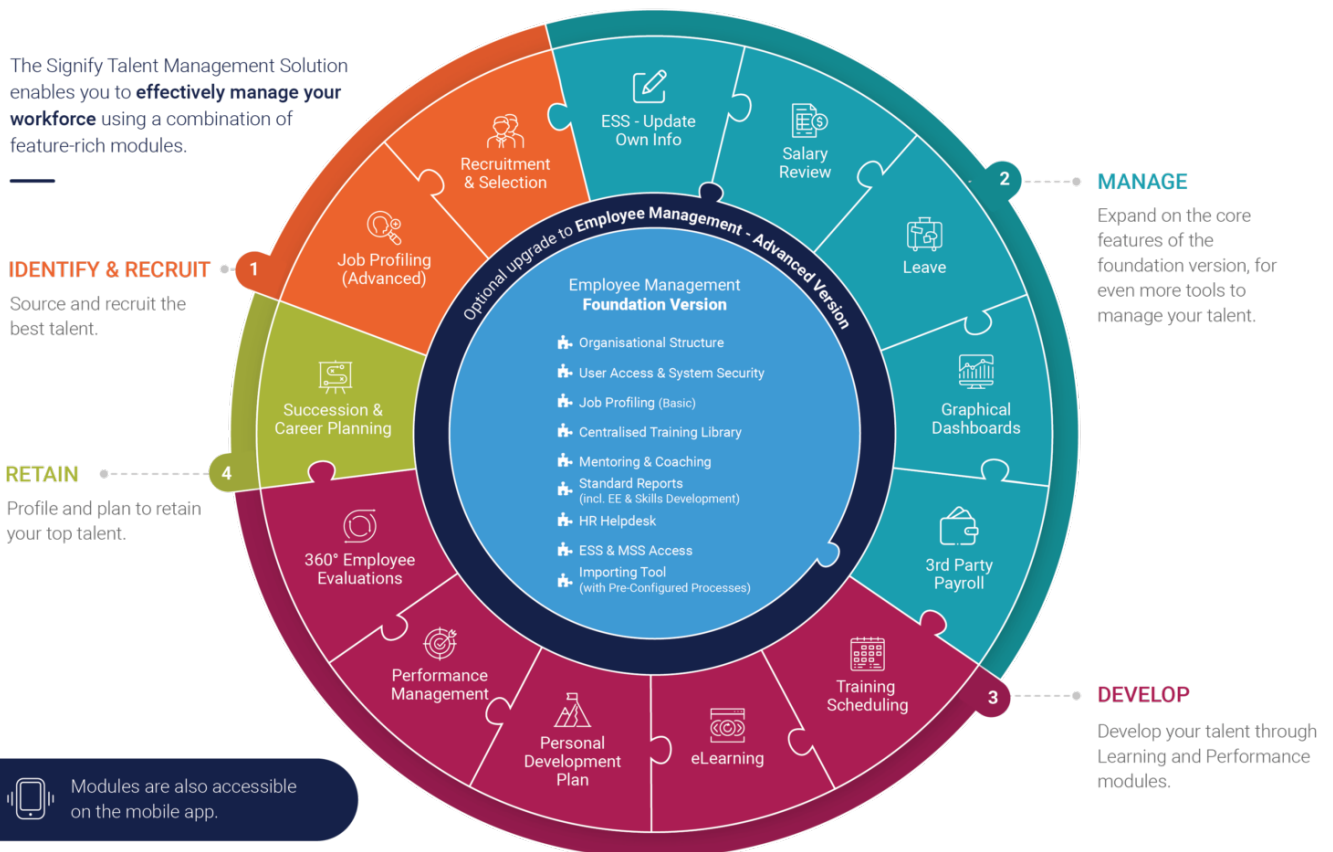 The Signify Talent Management Solution
enables you to effectively manage your
workforce using a combination of
feature-rich modules.
1
IDENTIFY & RECRUIT
Source and recruit the
best talent.
Job Profiling
(Advanced)
Recruitment
& Selection
2
MANAGE
Expand on the core
features of the
foundation version, for
even more tools to
manage your talent.
ESS - Update
Own Info
Salary
Review
Leave
Graphical
Dashboards
3rd Party
Payroll
3
DEVELOP
Develop your talent through
Learning and Performance
modules.
Training
Scheduling
eLearning
Personal
Development
Plan
Performance
Management
360° Employee
Evaluations
4
RETAIN
Profile and plan to retain
your top talent.
Succession &
Career Planning
Optional upgrade to Employee Management - Advanced Version
Employee Management
Foundation Version
Organisational Structure
User Access & System Security
Job Profiling (Basic)
Centralised Training Library
Mentoring & Coaching
Standard Reports
(incl. EE & Skills Development)
HR Helpdesk
ESS & MSS Access
Importing Tool
(with Pre-Configured Processes)
Modules are also accessible
on the mobile app.